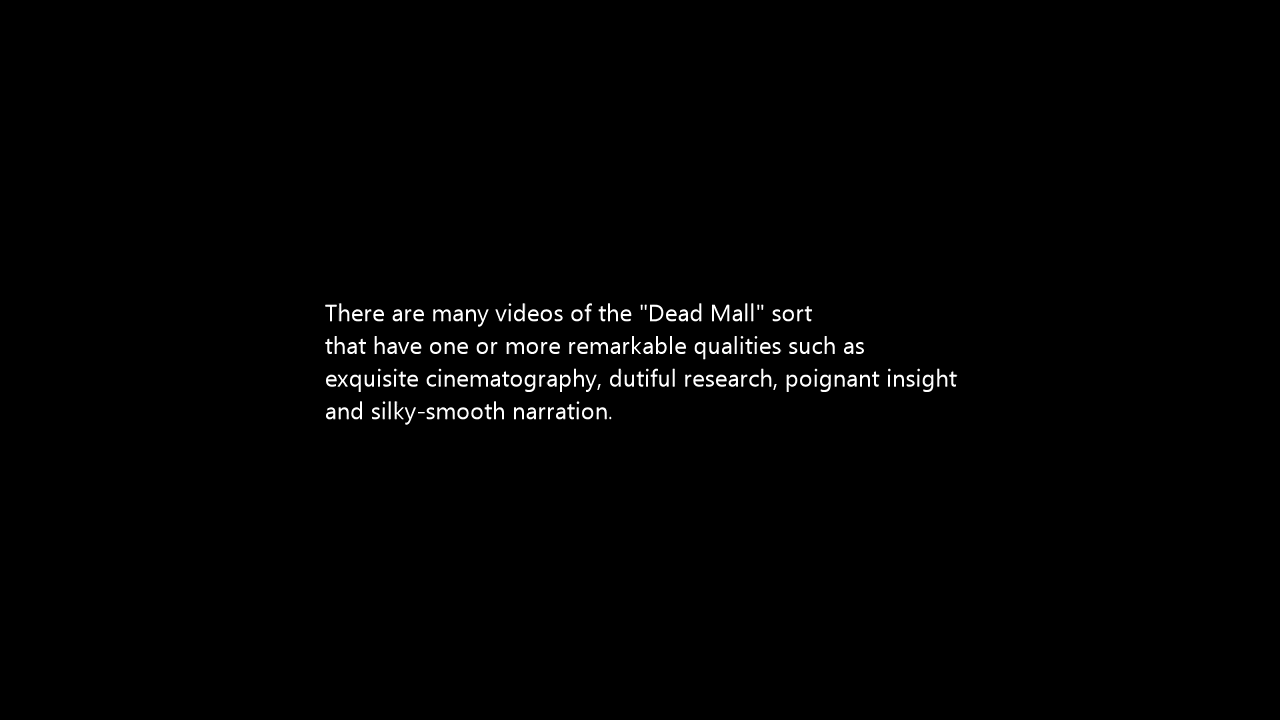 There are many videos of the "Dead Mall" sort
that have one or more remarkable qualities such as
exquisite cinematography, dutiful research, poignant insight
and silky-smooth narration.